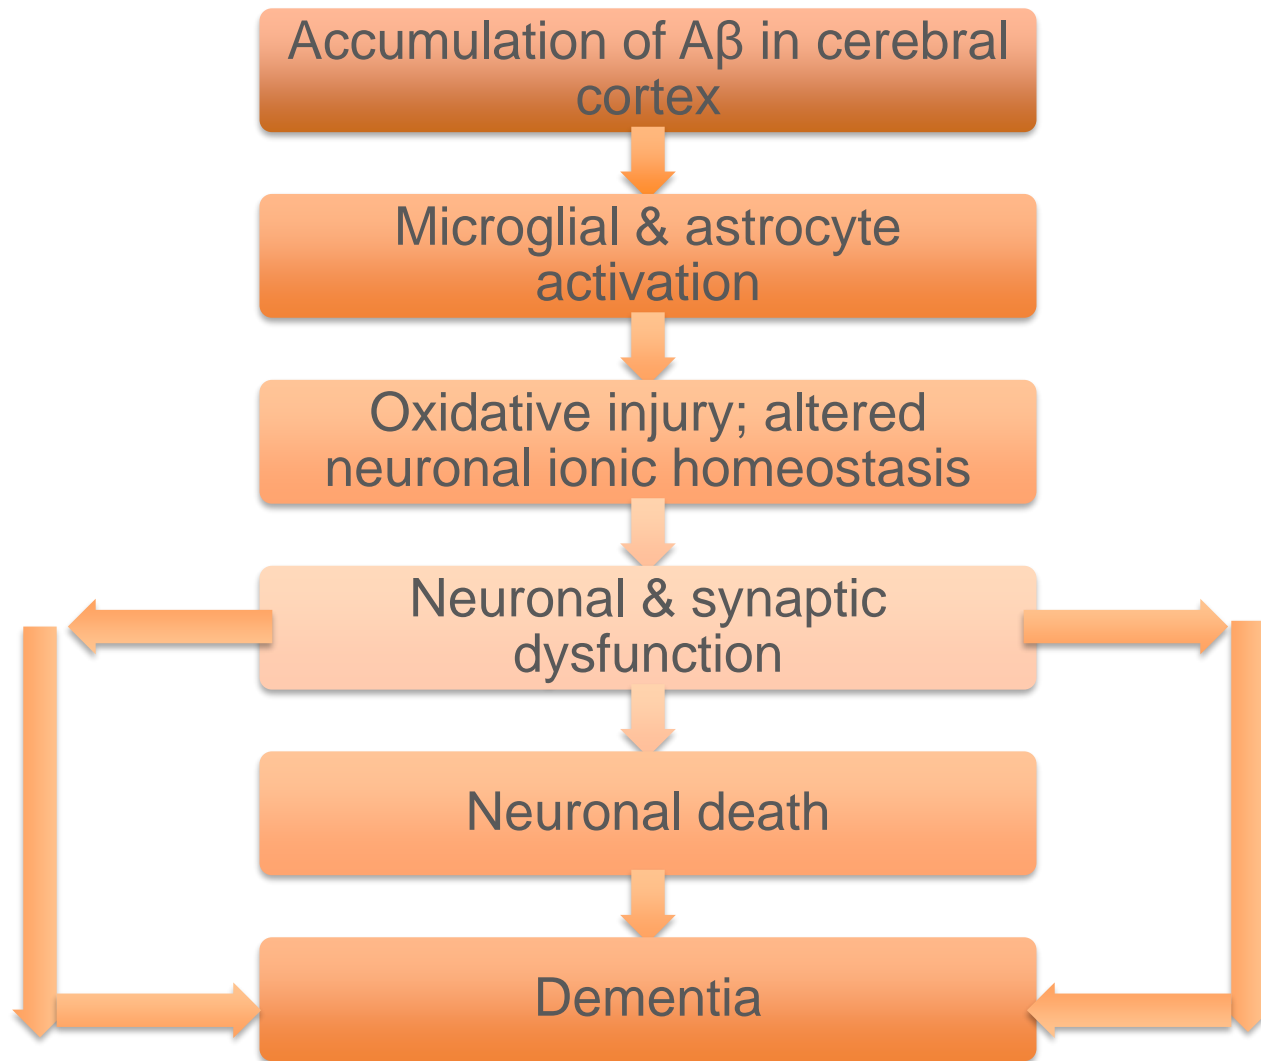 Accumulation of Aβ in cerebral
cortex
Microglial & astrocyte
activation
Oxidative injury; altered
neuronal ionic homeostasis
Neuronal & synaptic
dysfunction
Neuronal death
Dementia